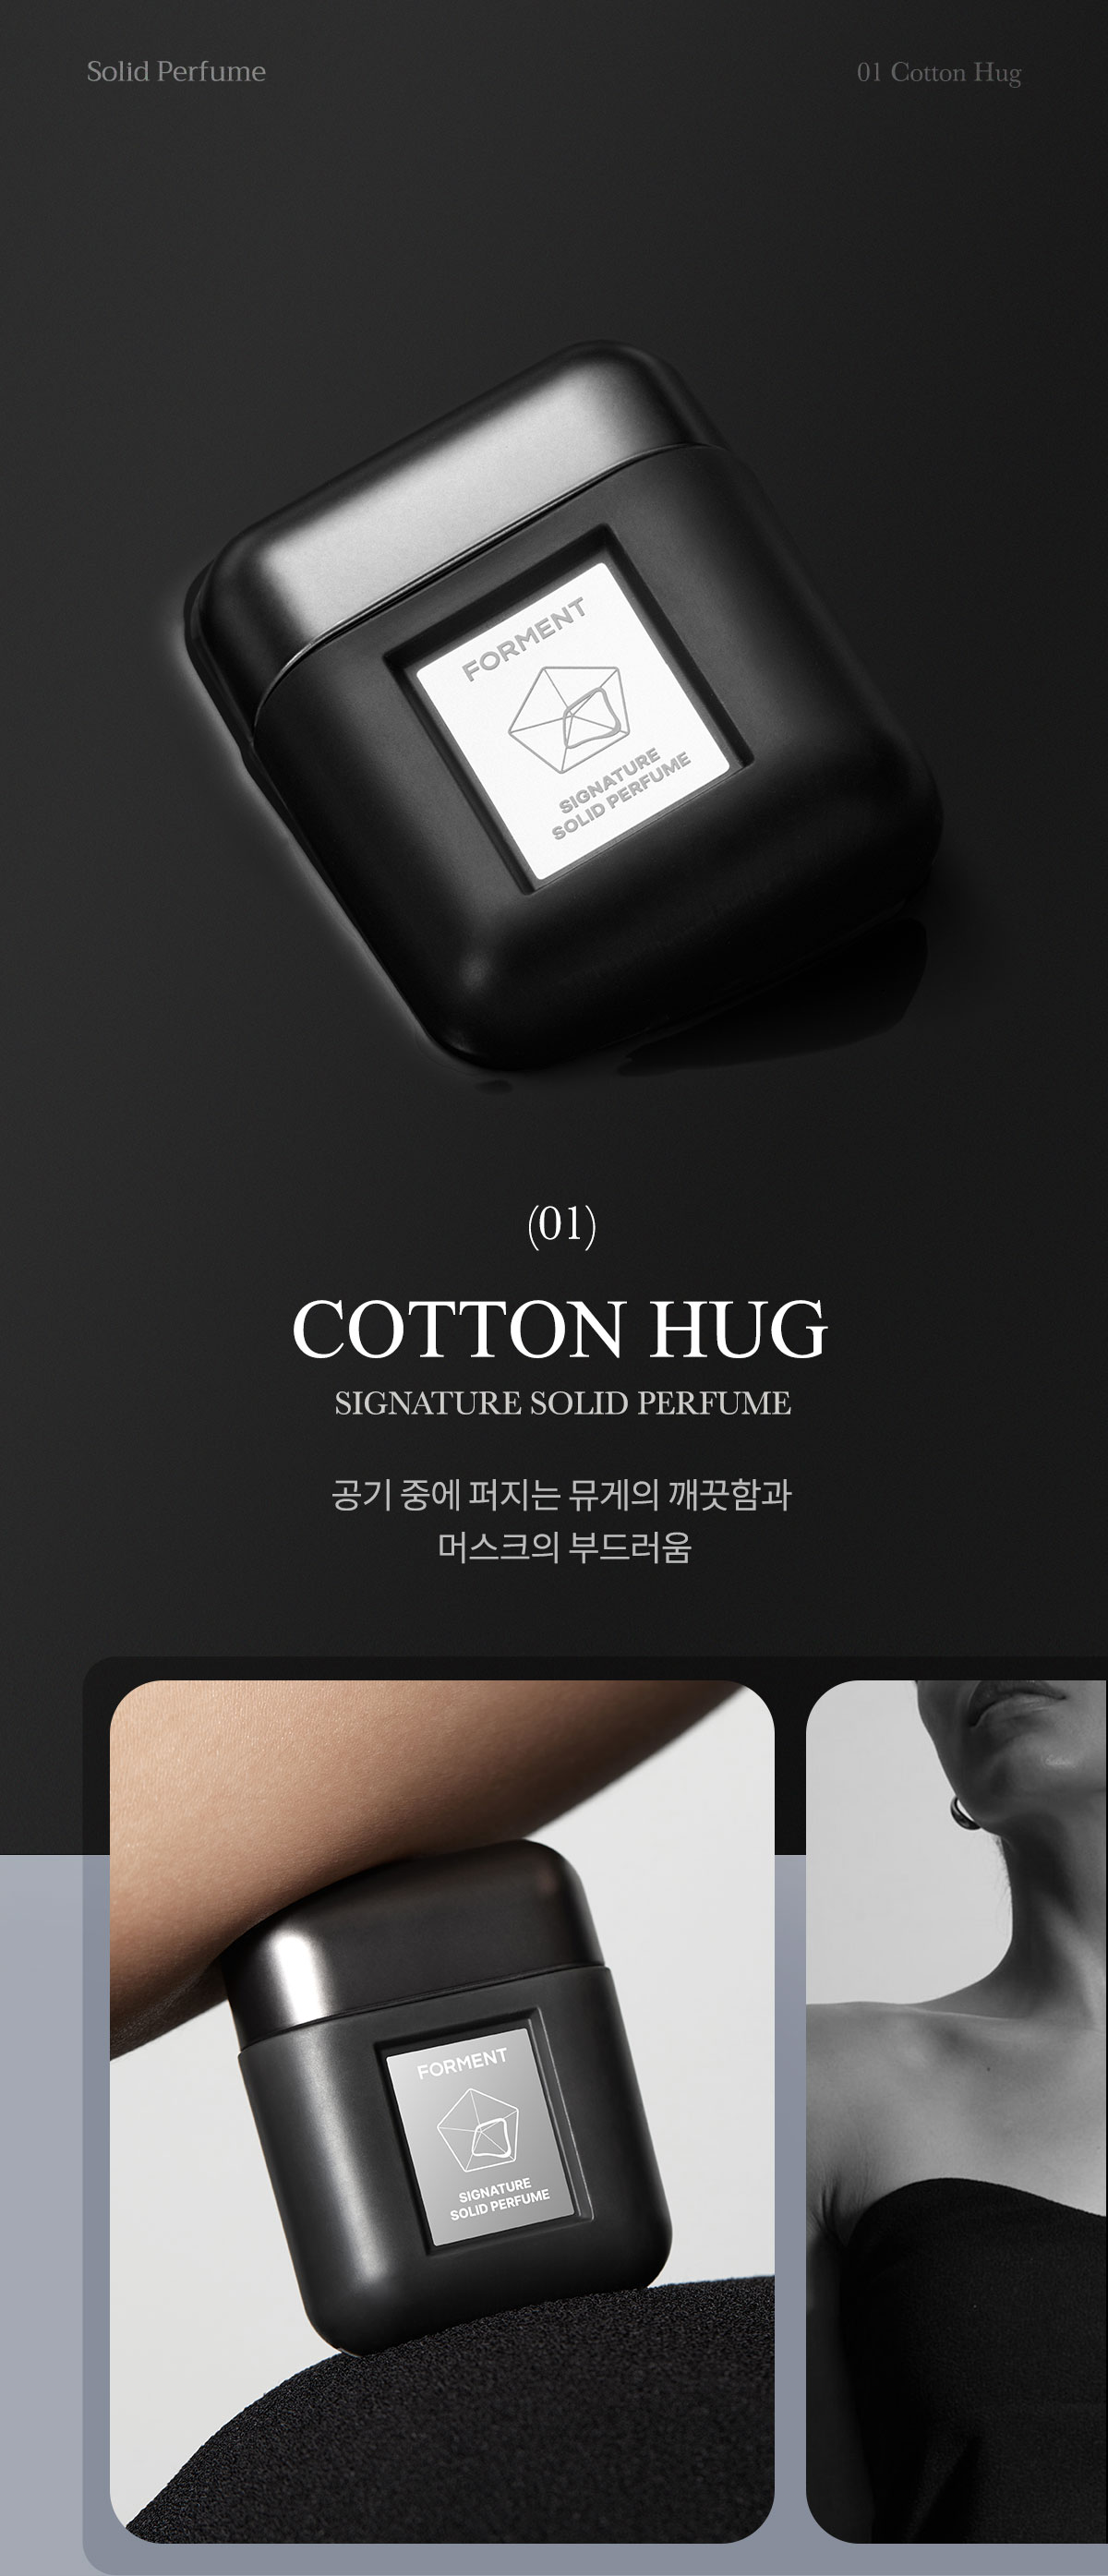 Solid Perfume
01 Cotton Hug
FORMENT
SIGNATURE
SOLID PERFUME
(01)
COTTON HUG
SIGNATURE SOLID PERFUME
공기 중에 퍼지는 뮤게의 깨끗함과
머스크의 부드러움
FORMENT
SIGNATURE
SOLID PERFUME